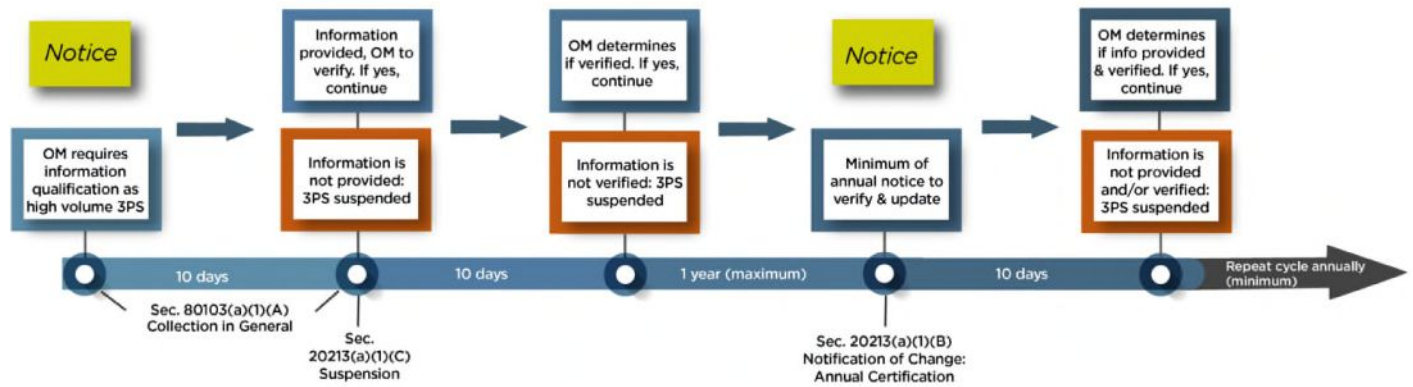 Notice
OM requires
information
qualification as
high volume 3PS
Information
provided, OM to
verify. If yes,
continue
Information is
not provided:
3PS suspended
OM determines
if verified. If yes,
continue
Information is
not verified: 3PS
suspended
Notice
Minimum of
annual notice to
verify & update
OM determines
if info provided
& verified. If yes,
continue
Information is
not provided
and/or verified:
3PS suspended
10 days
10 days
1 year (maximum)
10 days
Repeat cycle annually
(minimum)
Sec. 80103(a)(1)(A)
Collection in General
Sec.
20213(a)(1)(C)
Suspension
Sec. 20213(a)(1)(B)
Notification of Change:
Annual Certification